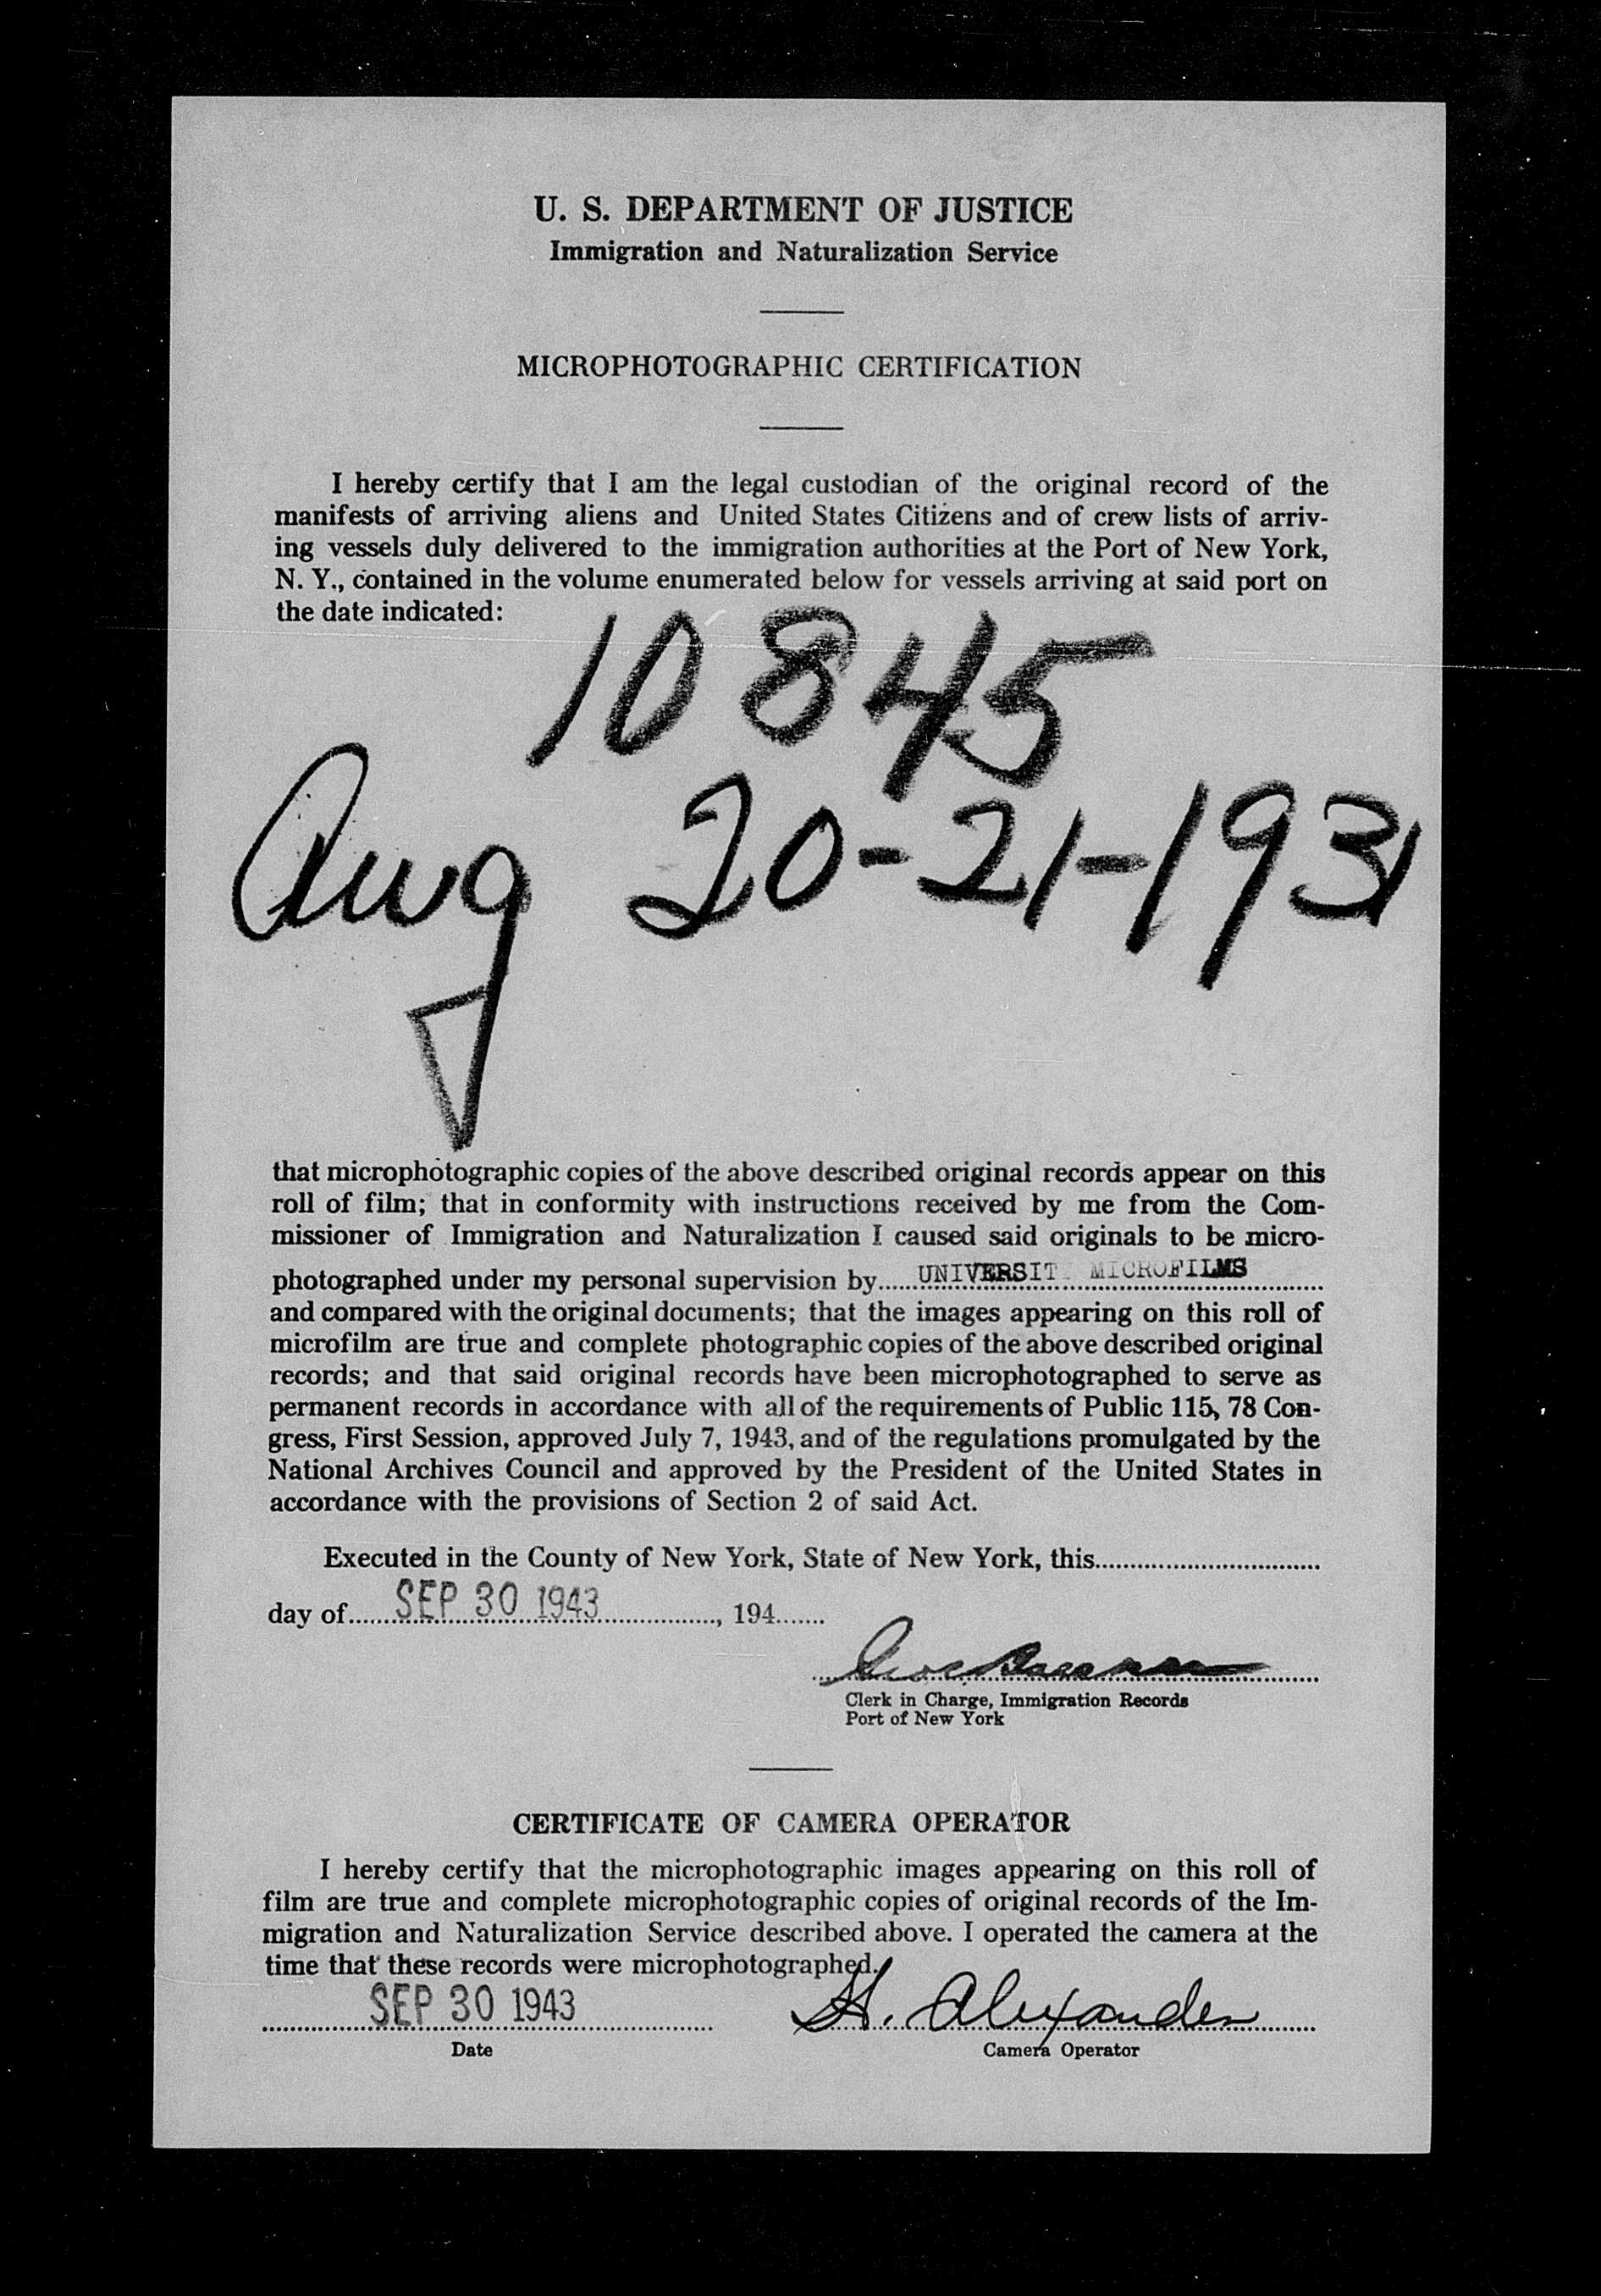 U. S. DEPARTMENT OF JUSTICE
Immigration and Naturalization Service
MICROPHOTOGRAPHIC CERTIFICATION
I hereby certify that I am the legal custodian of the original record of the
manifests of arriving aliens and United States Citizens and of crew lists of arriv-
ing vessels duly delivered to the immigration authorities at the Port of New York,
N. Y., contained in the volume enumerated below for vessels arriving at said port on
the date indicated:
10845
Aug 20-21-1931
that microphotographic copies of the above described original records appear on this
roll of film; that in conformity with instructions received by me from the Com-
missioner of Immigration and Naturalization I caused said originals to be micro-
photographed under my personal supervision by UNIVERSIT MICROFILMS
and compared with the original documents; that the images appearing on this roll of
microfilm are true and complete photographic copies of the above described original
records; and that said original records have been microphotographed to serve as
permanent records in accordance with all of the requirements of Public 115, 78 Con-
gress, First Session, approved July 7, 1943, and of the regulations promulgated by the
National Archives Council and approved by the President of the United States in
accordance with the provisions of Section 2 of said Act.
Executed in the County of New York, State of New York, this
day of SEP 30 1943, 194
Clerk in Charge, Immigration Records
Port of New York
CERTIFICATE OF CAMERA OPERATOR
I hereby certify that the microphotographic images appearing on this roll of
film are true and complete microphotographic copies of original records of the Im-
migration and Naturalization Service described above. I operated the camera at the
time that these records were microphotographed.
SEP 30 1943 H. Alexander
Date Camera Operator